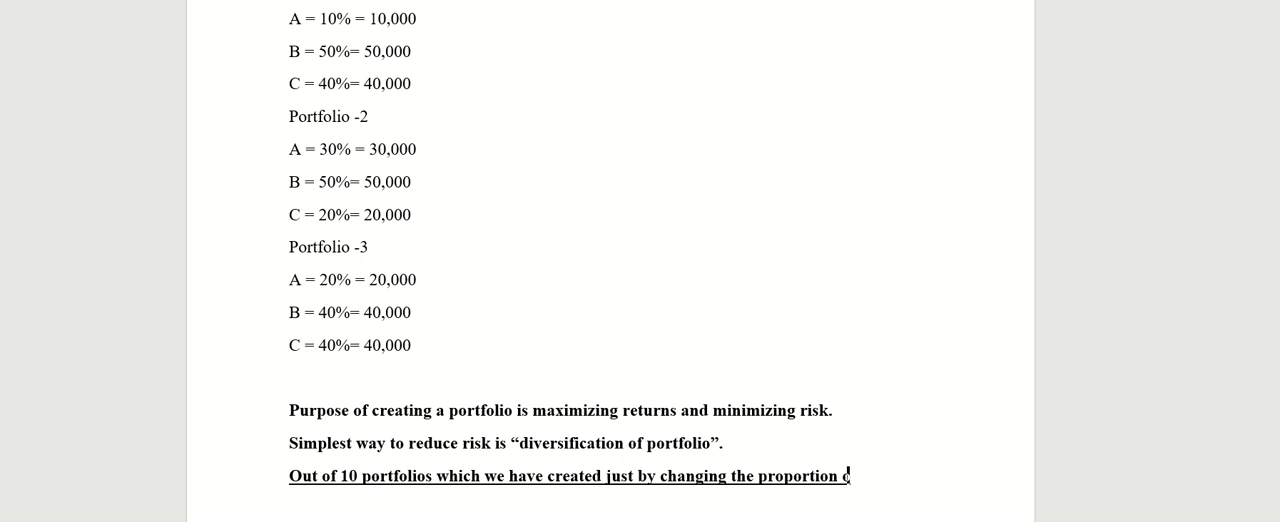 A = 10% = 10,000
B = 50%= 50,000
C = 40%= 40,000
Portfolio -2
A = 30% = 30,000
B = 50%= 50,000
C = 20%= 20,000
Portfolio -3
A = 20% = 20,000
B = 40%= 40,000
C = 40%= 40,000
Purpose of creating a portfolio is maximizing returns and minimizing risk.
Simplest way to reduce risk is “diversification of portfolio”.
Out of 10 portfolios which we have created just by changing the proportion